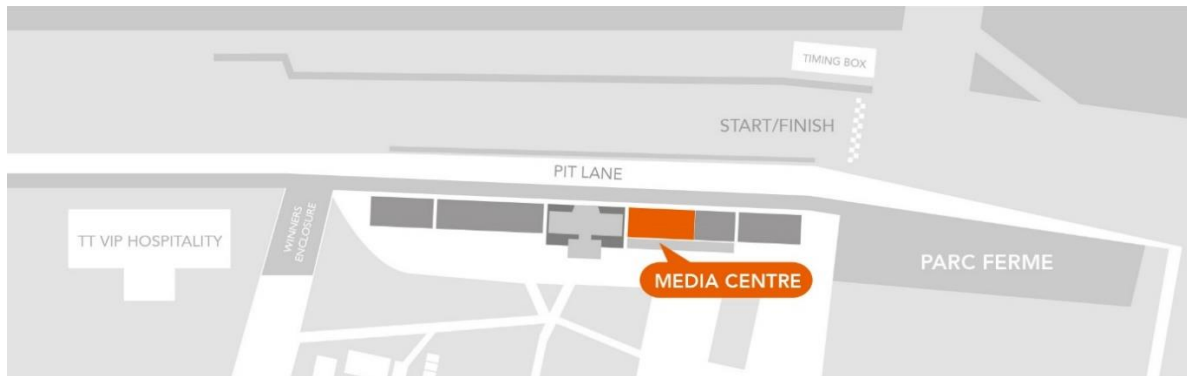 TIMING BOX
START/FINISH
PIT LANE
WINNERS
ENCLOSURE
TT VIP HOSPITALITY
PARC FERME
MEDIA CENTRE